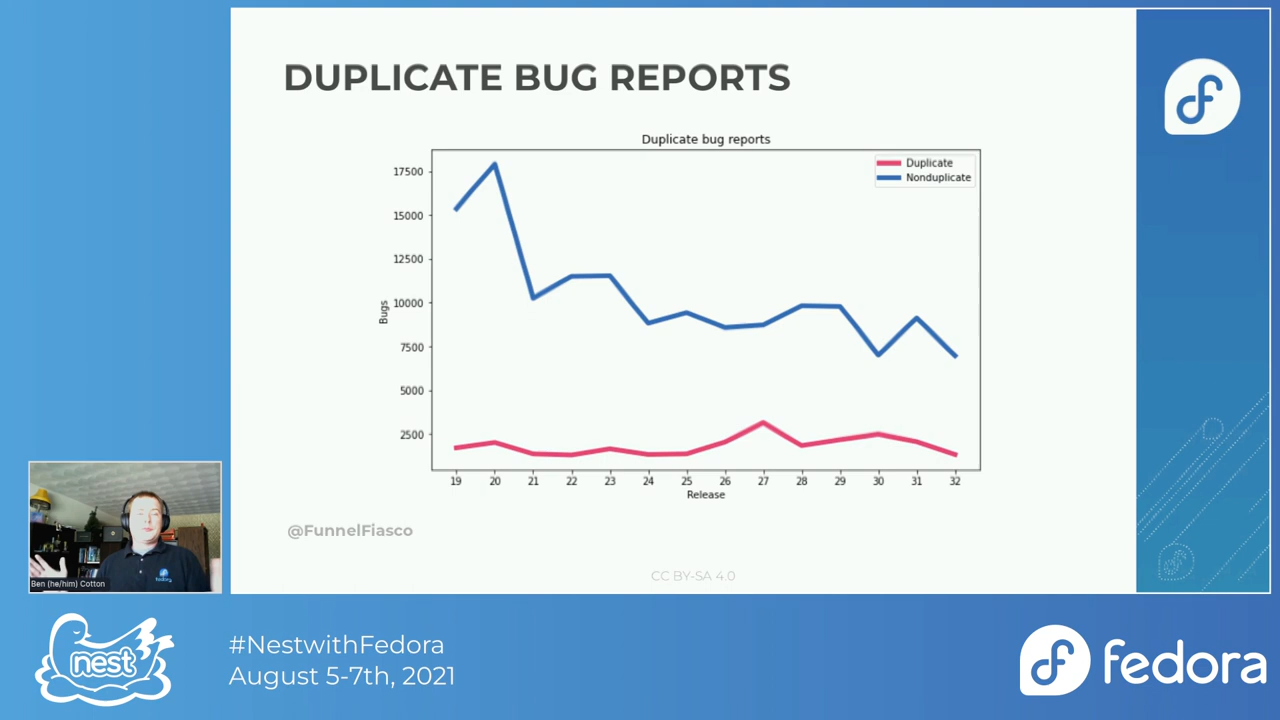 DUPLICATE BUG REPORTS
Duplicate bug reports
Duplicate
Nonduplicate
17500
15000
12500
10000
7500
5000
2500
Bugs
19 20 21 22 23 24 25 26 27 28 29 30 31 32
Release
@FunnelFiasco
CC BY-SA 4.0
fedora
Ben (he/him) Cotton
nest
#NestwithFedora
August 5-7th, 2021
fedora